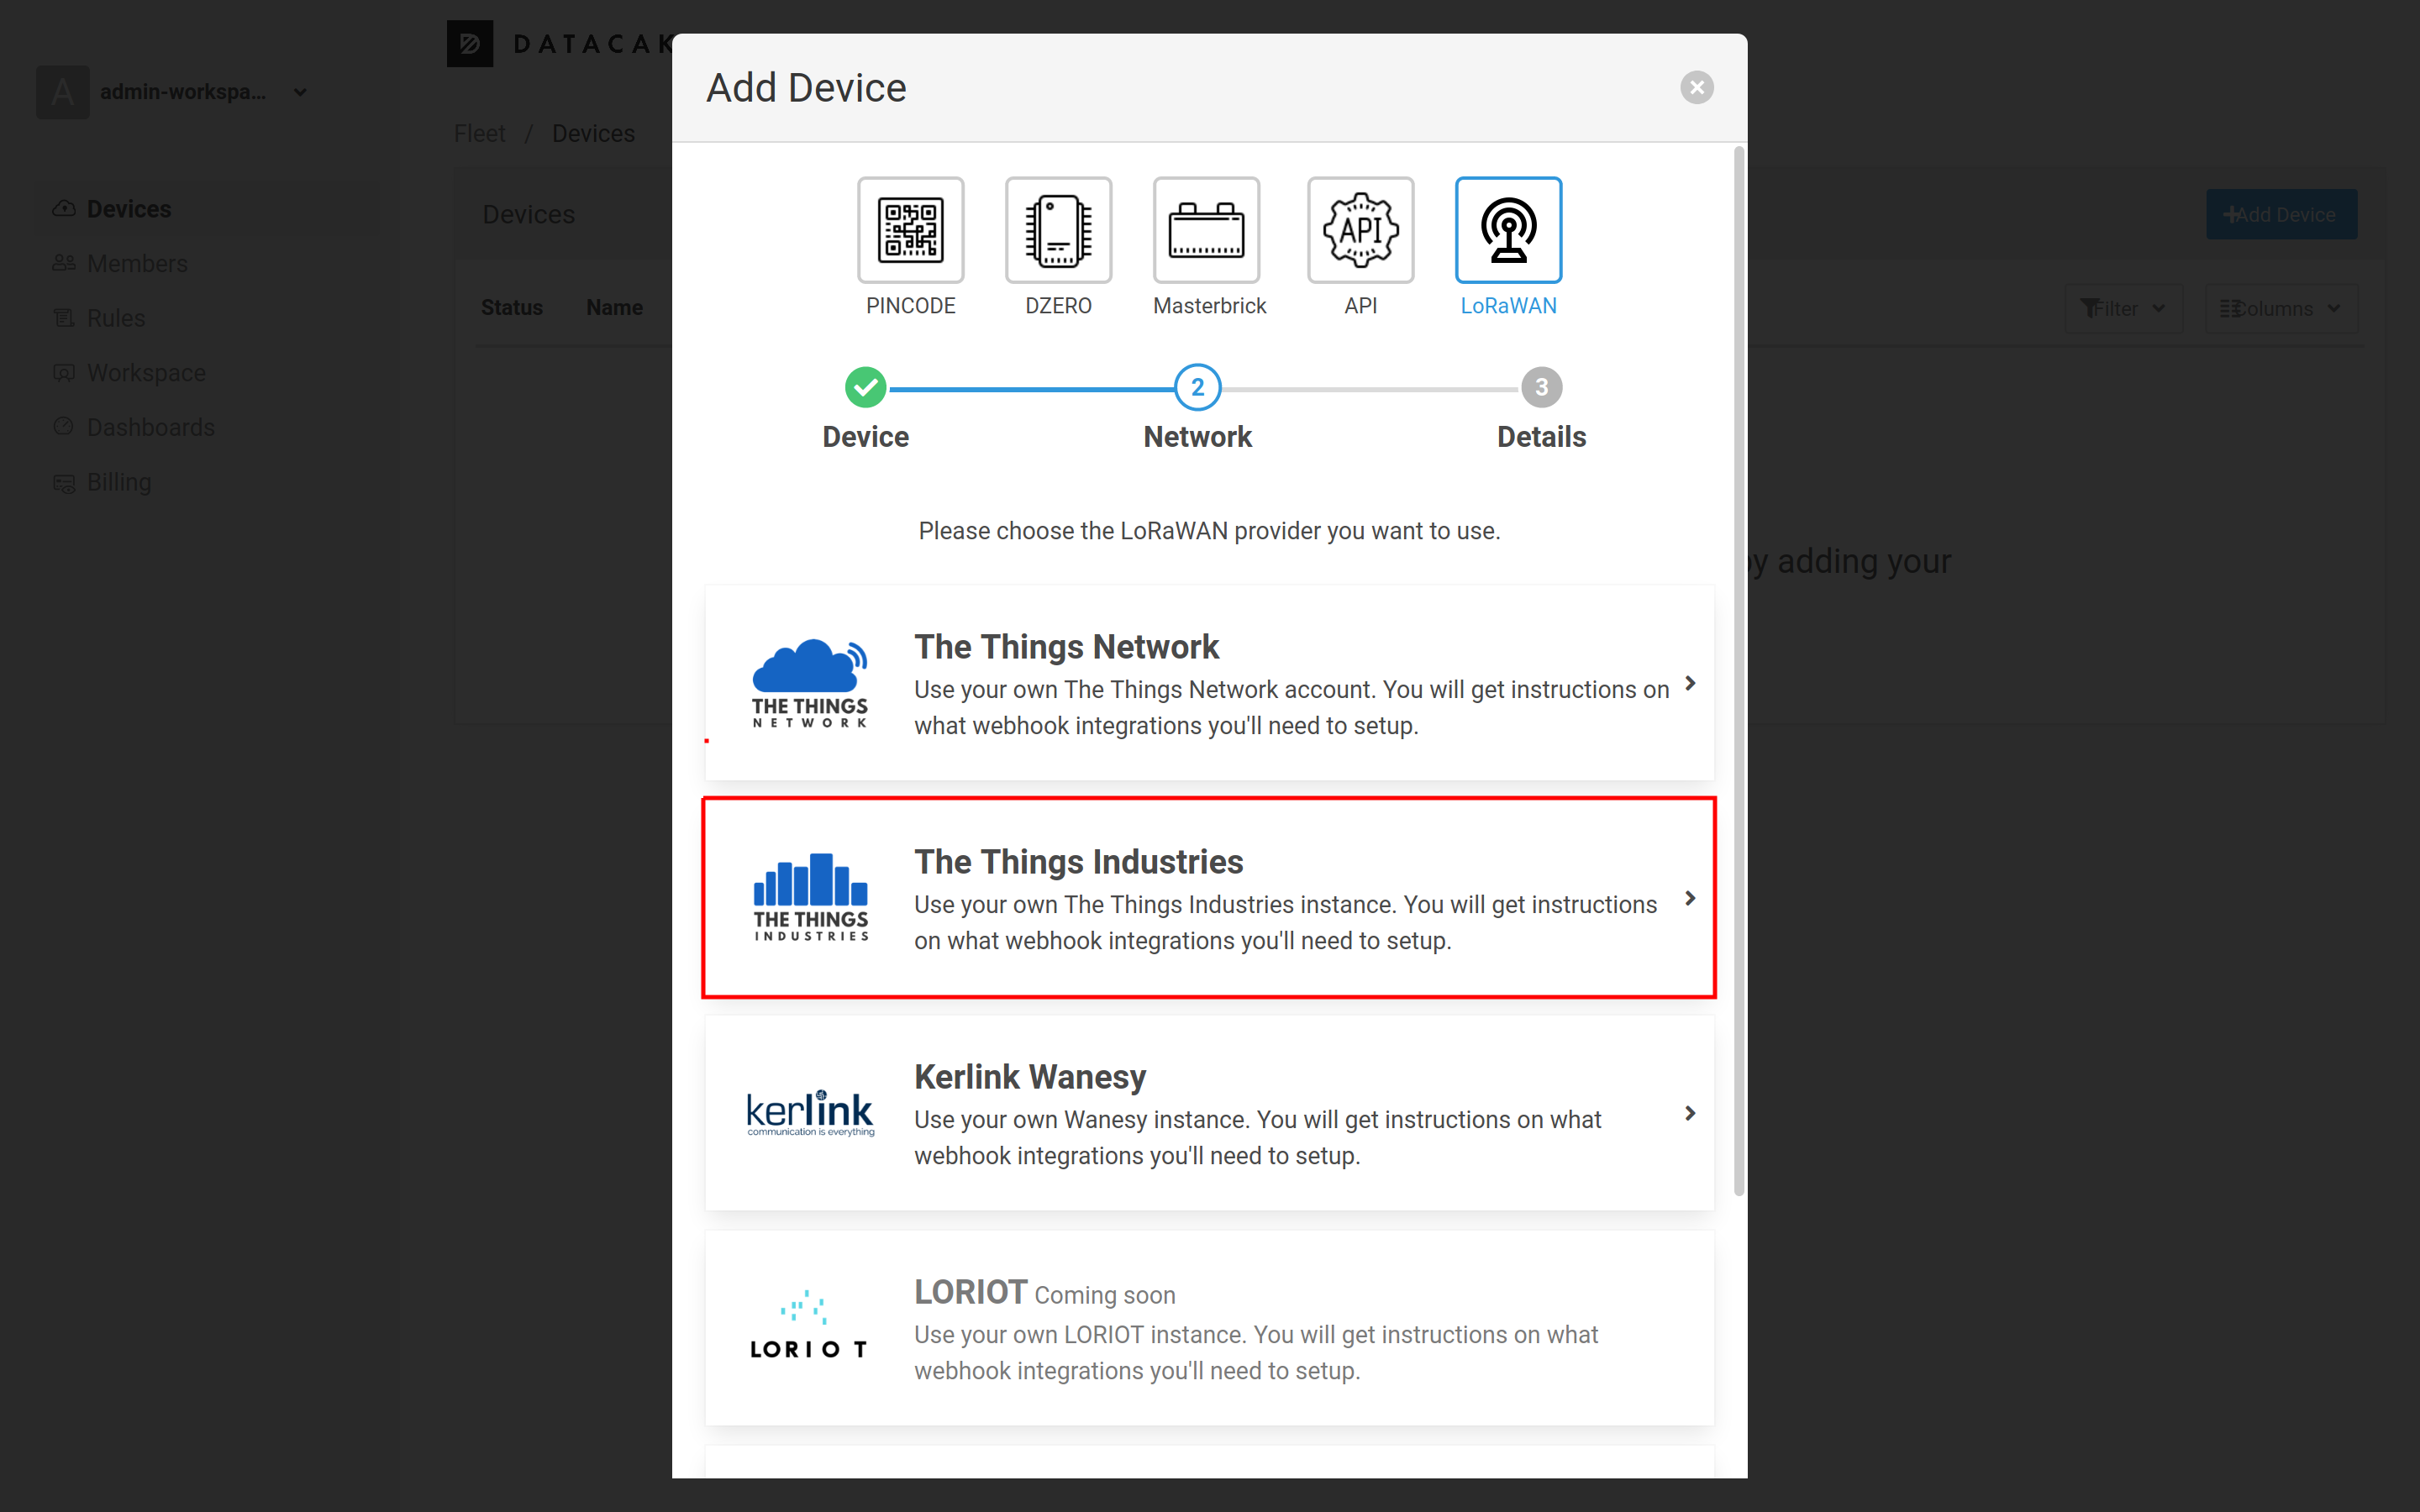 DATACAK
A
admin-workspa...
Fleet / Devices
Devices
Members
Rules
Workspace
Dashboards
Billing
Devices
Add Device
Status Name
Filter
Columns
by adding your
Add Device
PINCODE
DZERO
Masterbrick
API
API
LoRaWAN
2
3
Device
Network
Details
Please choose the LoRaWAN provider you want to use.
THE THINGS
NETWORK
The Things Network
Use your own The Things Network account. You will get instructions on
what webhook integrations you'll need to setup.
THE THINGS
INDUSTRIES
The Things Industries
Use your own The Things Industries instance. You will get instructions
on what webhook integrations you'll need to setup.
kerlink
communication is everything
Kerlink Wanesy
Use your own Wanesy instance. You will get instructions on what
webhook integrations you'll need to setup.
LORIOT
LORIOT Coming soon
Use your own LORIOT instance. You will get instructions on what
webhook integrations you'll need to setup.